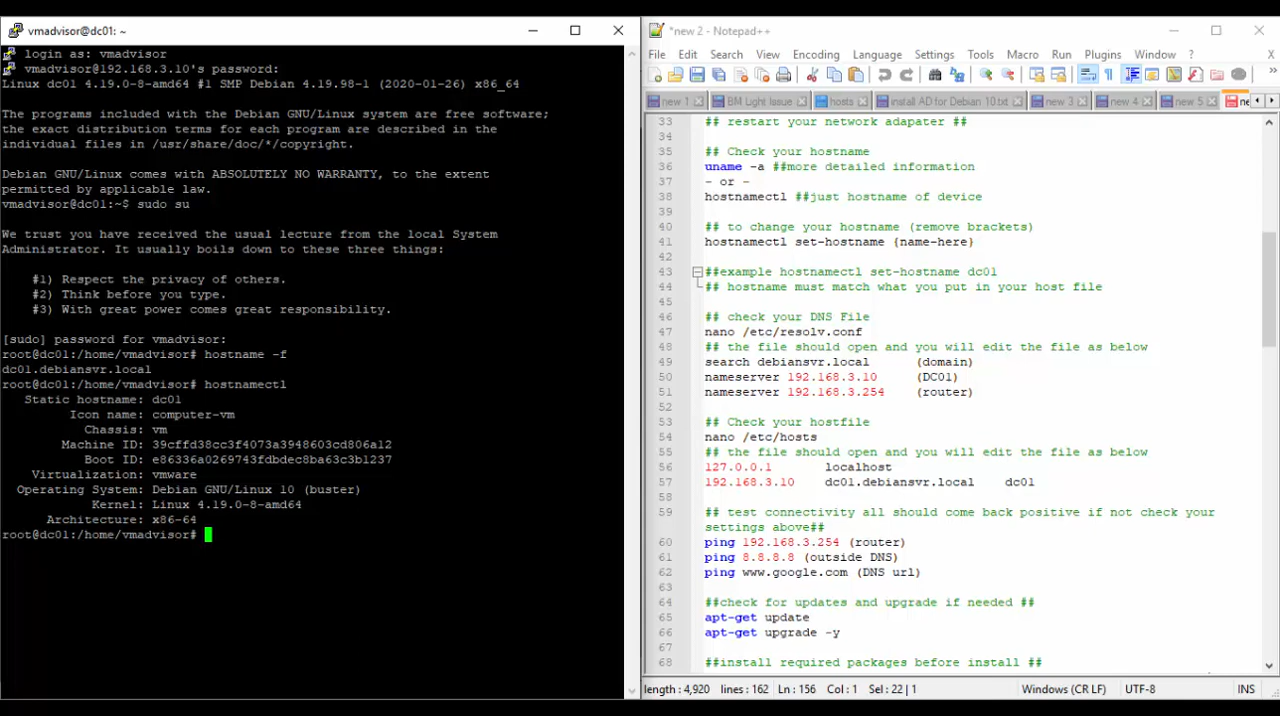 vmadvisor@dc01: ~
login as: vmadvisor
vmadvisor@192.168.3.10's password:
Linux dc01 4.19.0-8-amd64 #1 SMP Debian 4.19.98-1 (2020-01-26) x86_64
The programs included with the Debian GNU/Linux system are free software;
the exact distribution terms for each program are described in the
individual files in /usr/share/doc/*/copyright.
Debian GNU/Linux comes with ABSOLUTELY NO WARRANTY, to the extent
permitted by applicable law.
vmadvisor@dc01:~$ sudo su
We trust you have received the usual lecture from the local System
Administrator. It usually boils down to these three things:
#1) Respect the privacy of others.
#2) Think before you type.
#3) With great power comes great responsibility.
[sudo] password for vmadvisor:
root@dc01:/home/vmadvisor# hostname -f
dc01.debiansvr.local
root@dc01:/home/vmadvisor# hostnamectl
Static hostname: dc01
Icon name: computer-vm
Chassis: vm
Machine ID: 39cffd38cc3f4073a3948603cd806a12
Boot ID: e86336a0269743fdbdec8ba63c3b1237
Virtualization: vmware
Operating System: Debian GNU/Linux 10 (buster)
Kernel: Linux 4.19.0-8-amd64
Architecture: x86-64
root@dc01:/home/vmadvisor#
*new 2 - Notepad++
File Edit Search View Encoding Language Settings Tools Macro Run Plugins Window ?
new 1 BM Light Issue hosts install AD for Debian 10.txt new 3 new 4 new 5 ne
33 ## restart your network adapater ##
34
35 ## Check your hostname
36 uname -a ##more detailed information
37 - or -
38 hostnamectl ##just hostname of device
39
40 ## to change your hostname (remove brackets)
41 hostnamectl set-hostname {name-here}
42
43 ##example hostnamectl set-hostname dc01
44 ## hostname must match what you put in your host file
45
46 ## check your DNS File
47 nano /etc/resolv.conf
48 ## the file should open and you will edit the file as below
49 search debiansvr.local (domain)
50 nameserver 192.168.3.10 (DC01)
51 nameserver 192.168.3.254 (router)
52
53 ## Check your hostfile
54 nano /etc/hosts
55 ## the file should open and you will edit the file as below
56 127.0.0.1 localhost
57 192.168.3.10 dc01.debiansvr.local dc01
58
59 ## test connectivity all should come back positive if not check your
settings above##
60 ping 192.168.3.254 (router)
61 ping 8.8.8.8 (outside DNS)
62 ping www.google.com (DNS url)
63
64 ##check for updates and upgrade if needed ##
65 apt-get update
66 apt-get upgrade -y
67
68 ##install required packages before install ##
length : 4,920 lines : 162 Ln : 156 Col : 1 Sel : 22 | 1 Windows (CR LF) UTF-8 INS